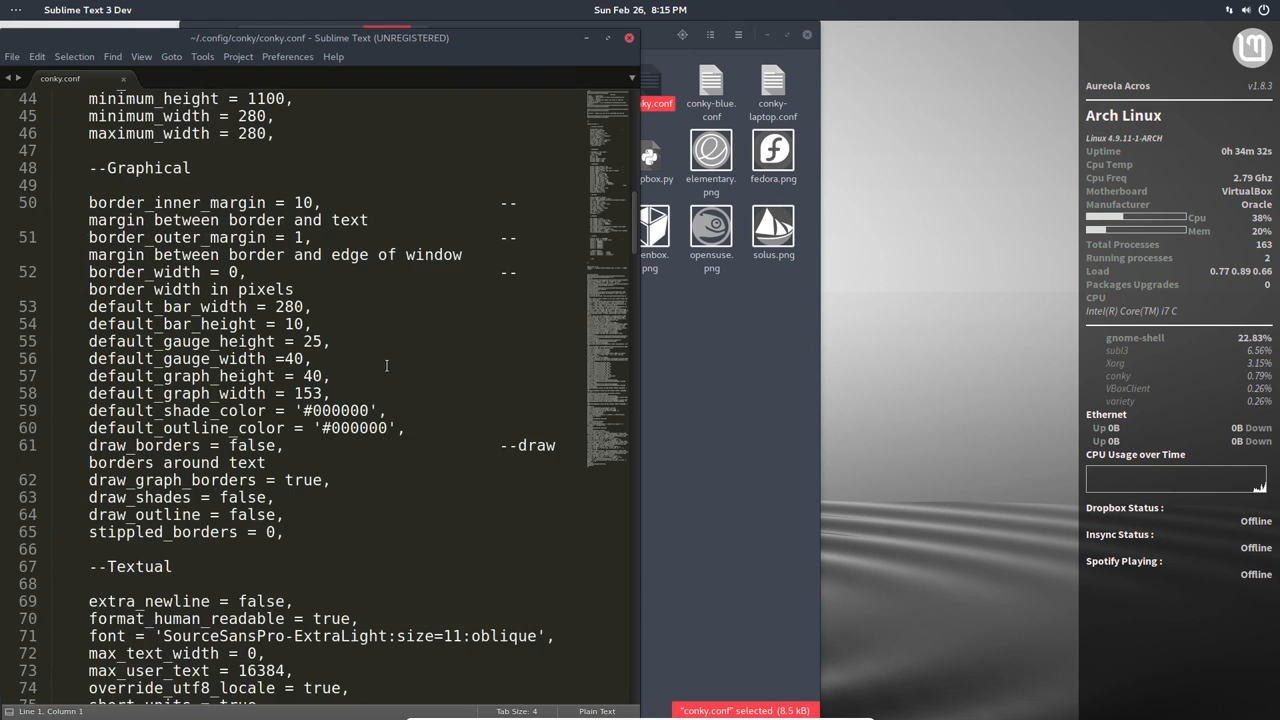 Sublime Text 3 Dev
Sun Feb 26, 8:15 PM
~/.config/conky/conky.conf - Sublime Text (UNREGISTERED)
File Edit Selection Find View Goto Tools Project Preferences Help
conky.conf
44 minimum_height = 1100,
45 minimum_width = 280,
46 maximum_width = 280,
47
48 --Graphical
49
50 border_inner_margin = 10, --
margin between border and text
51 border_outer_margin = 1, --
margin between border and edge of window
52 border_width = 0, --
border width in pixels
53 default_bar_width = 280,
54 default_bar_height = 10,
55 default_gauge_height = 25,
56 default_gauge_width =40,
57 default_graph_height = 40,
58 default_graph_width = 153,
59 default_shade_color = '#000000',
60 default_outline_color = '#000000',
61 draw_borders = false, --draw
borders around text
62 draw_graph_borders = true,
63 draw_shades = false,
64 draw_outline = false,
65 stippled_borders = 0,
66
67 --Textual
68
69 extra_newline = false,
70 format_human_readable = true,
71 font = 'SourceSansPro-ExtraLight:size=11:oblique',
72 max_text_width = 0,
73 max_user_text = 16384,
74 override_utf8_locale = true,
75 short_units = true,
Line 1, Column 1
Tab Size: 4
Plain Text
ky.conf
conky-blue.
conf
conky-
laptop.conf
pbox.py
elementary.
png
fedora.png
enbox.
png
opensuse.
png
solus.png
"conky.conf" selected (8.5 kB)
Aureola Acros v1.8.3
Arch Linux
Linux 4.9.11-1-ARCH
Uptime 0h 34m 32s
Cpu Temp
Cpu Freq 2.79 Ghz
Motherboard VirtualBox
Manufacturer Oracle
Cpu 38%
Mem 20%
Total Processes 163
Running processes 2
Load 0.77 0.89 0.66
Packages Upgrades 0
CPU
Intel(R) Core(TM) i7 C
gnome-shell 22.83%
subl3 6.56%
Xorg 3.15%
conky 0.79%
VBoxClient 0.26%
variety 0.26%
Ethernet
Up 0B 0B Down
Up 0B 0B Down
CPU Usage over Time
Dropbox Status :
Offline
Insync Status :
Offline
Spotify Playing :
Offline